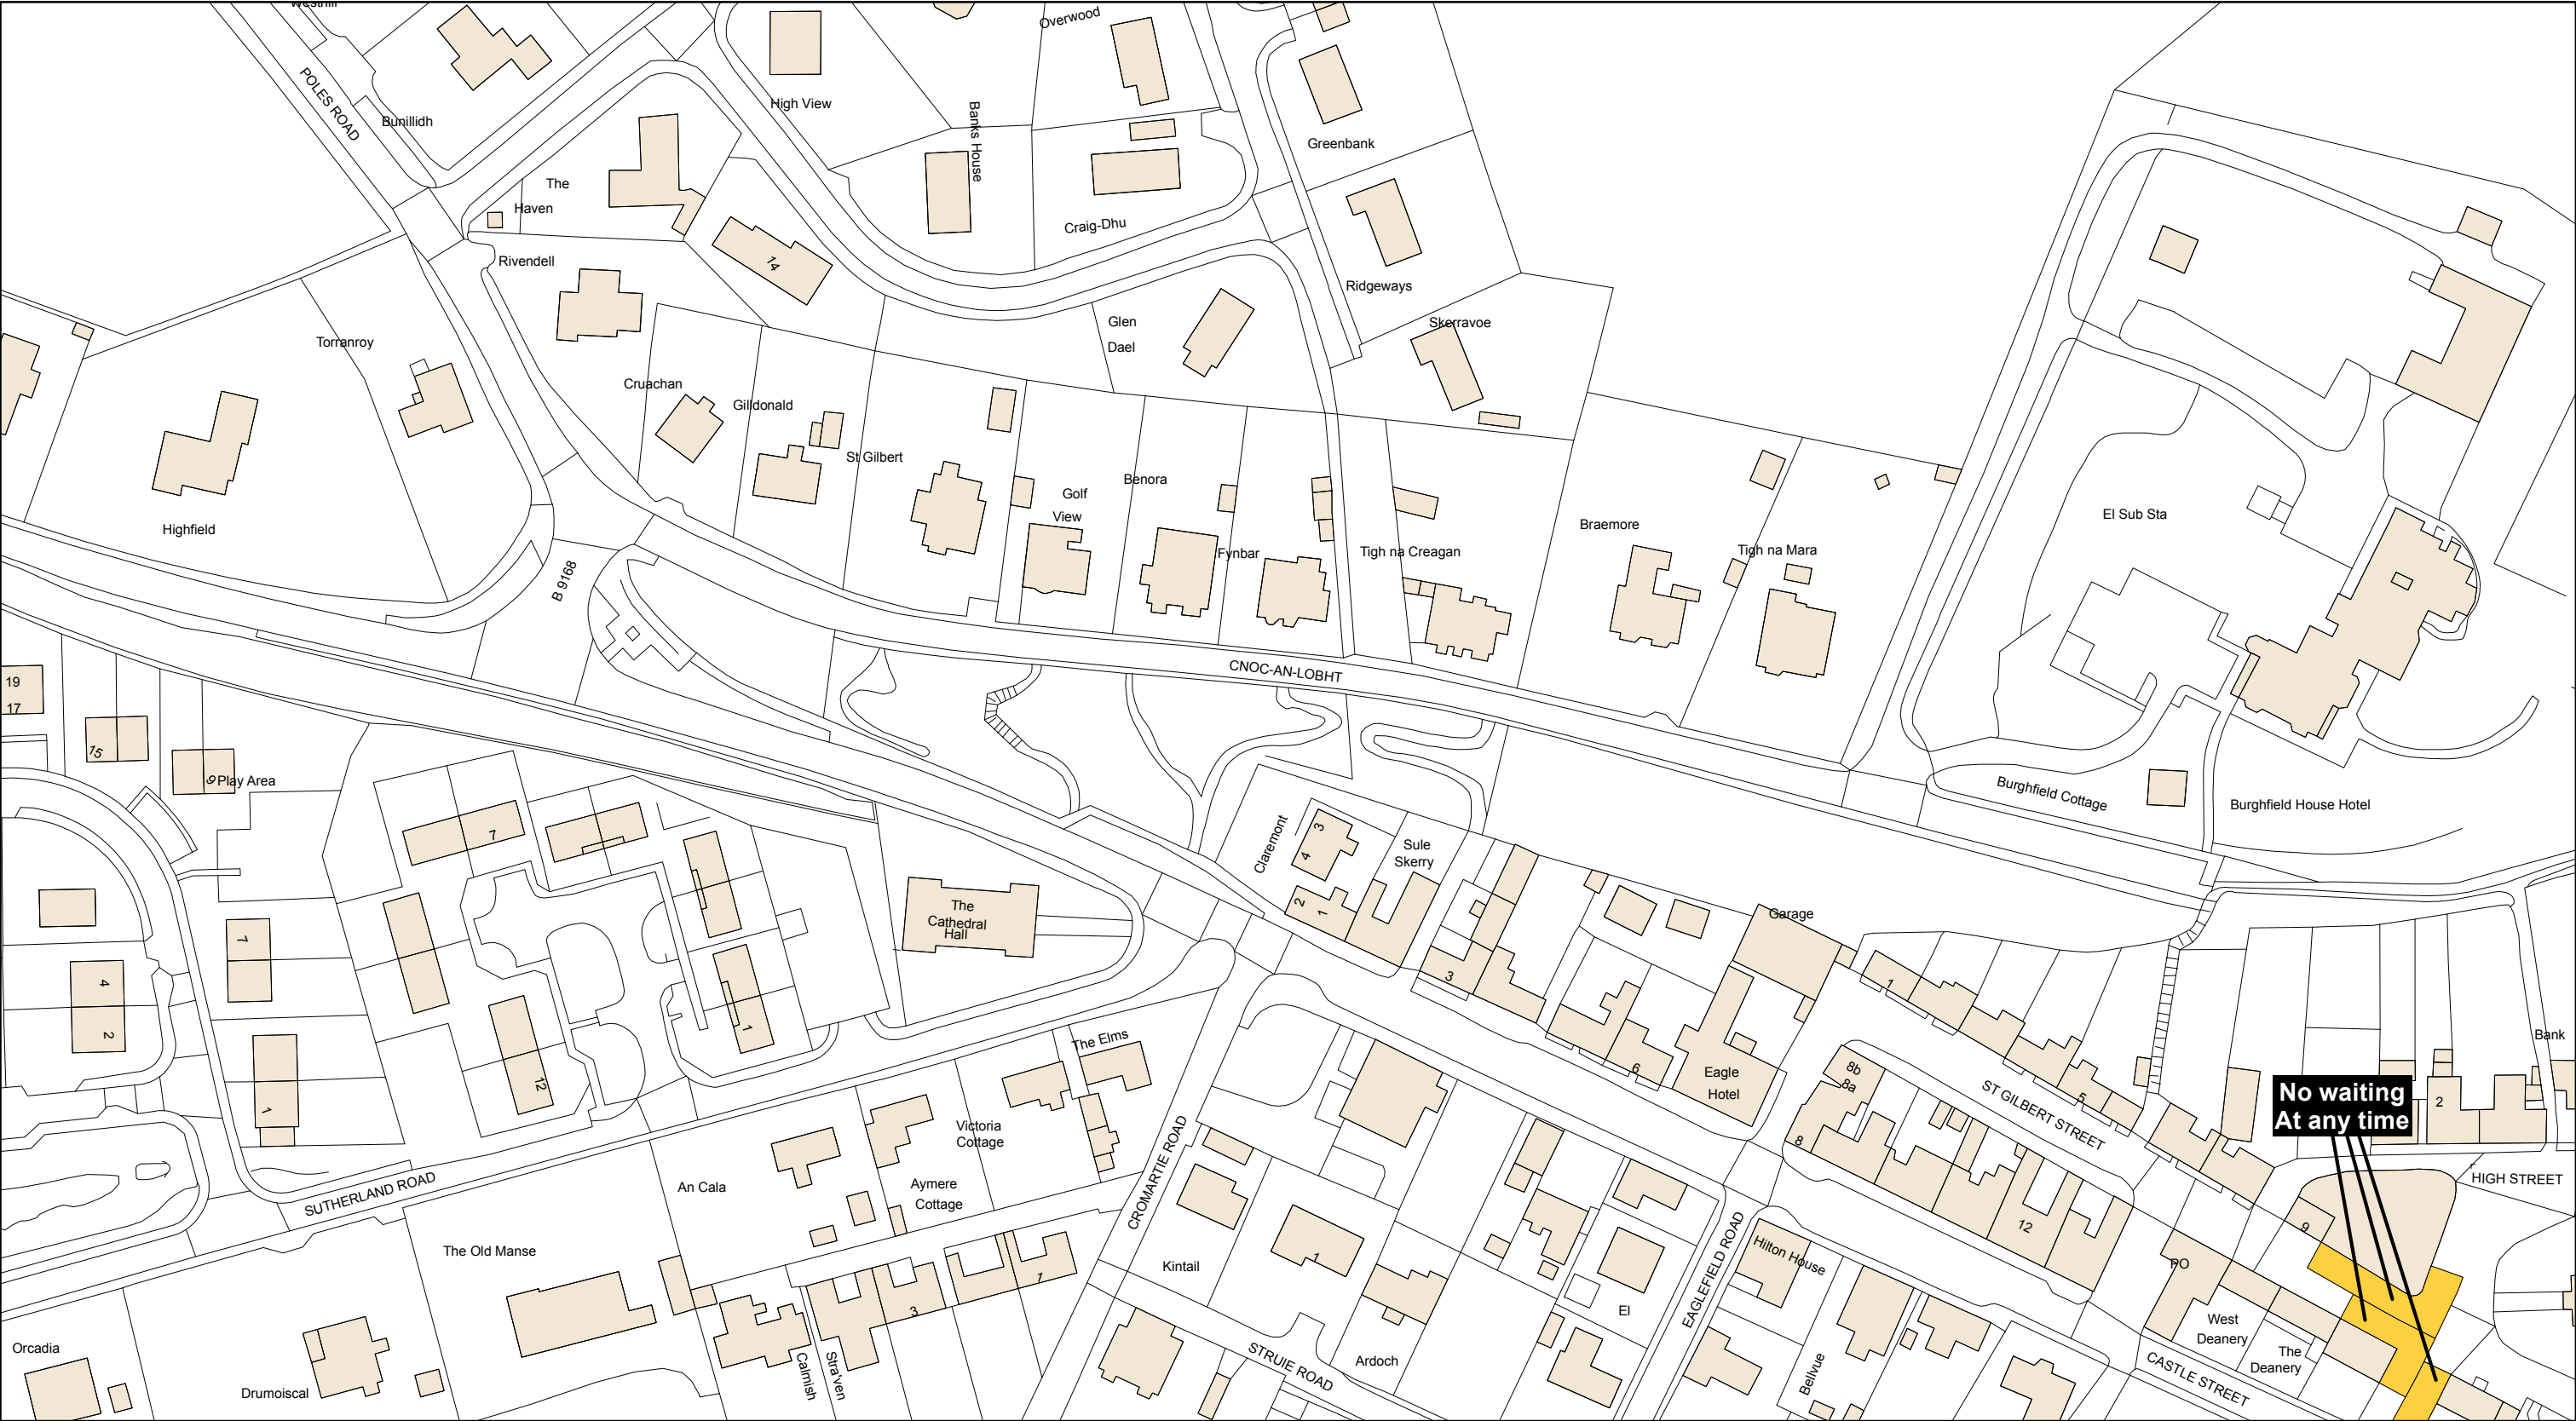 Westhill
POLES ROAD
Bunillidh
High View
Banks House
Overwood
Greenbank
The
Haven
Craig-Dhu
Rivendell
14
Ridgeways
Torranroy
Glen
Dael
Skerravoe
Cruachan
Gilldonald
St Gilbert
Golf
View
Benora
Fynbar
Tigh na Creagan
Braemore
Tigh na Mara
El Sub Sta
Highfield
B 9168
CNOC-AN-LOBHT
19
17
15
9
Play Area
Burghfield Cottage
Burghfield House Hotel
7
Claremont
3
4
2
1
Sule
Skerry
The
Cathedral
Hall
Garage
7
4
2
1
12
1
3
6
Eagle
Hotel
1
5
8b
8a
8
ST GILBERT STREET
12
Bank
2
No waiting
At any time
HIGH STREET
9
The Elms
Victoria
Cottage
Aymere
Cottage
An Cala
SUTHERLAND ROAD
CROMARTIE ROAD
The Old Manse
Kintail
1
3
1
El
EAGLEFIELD ROAD
Hilton House
PO
West
Deanery
The
Deanery
CASTLE STREET
Orcadia
Drumoiscal
Calmish
Stra'ven
STRUIE ROAD
Ardoch
Bellvue